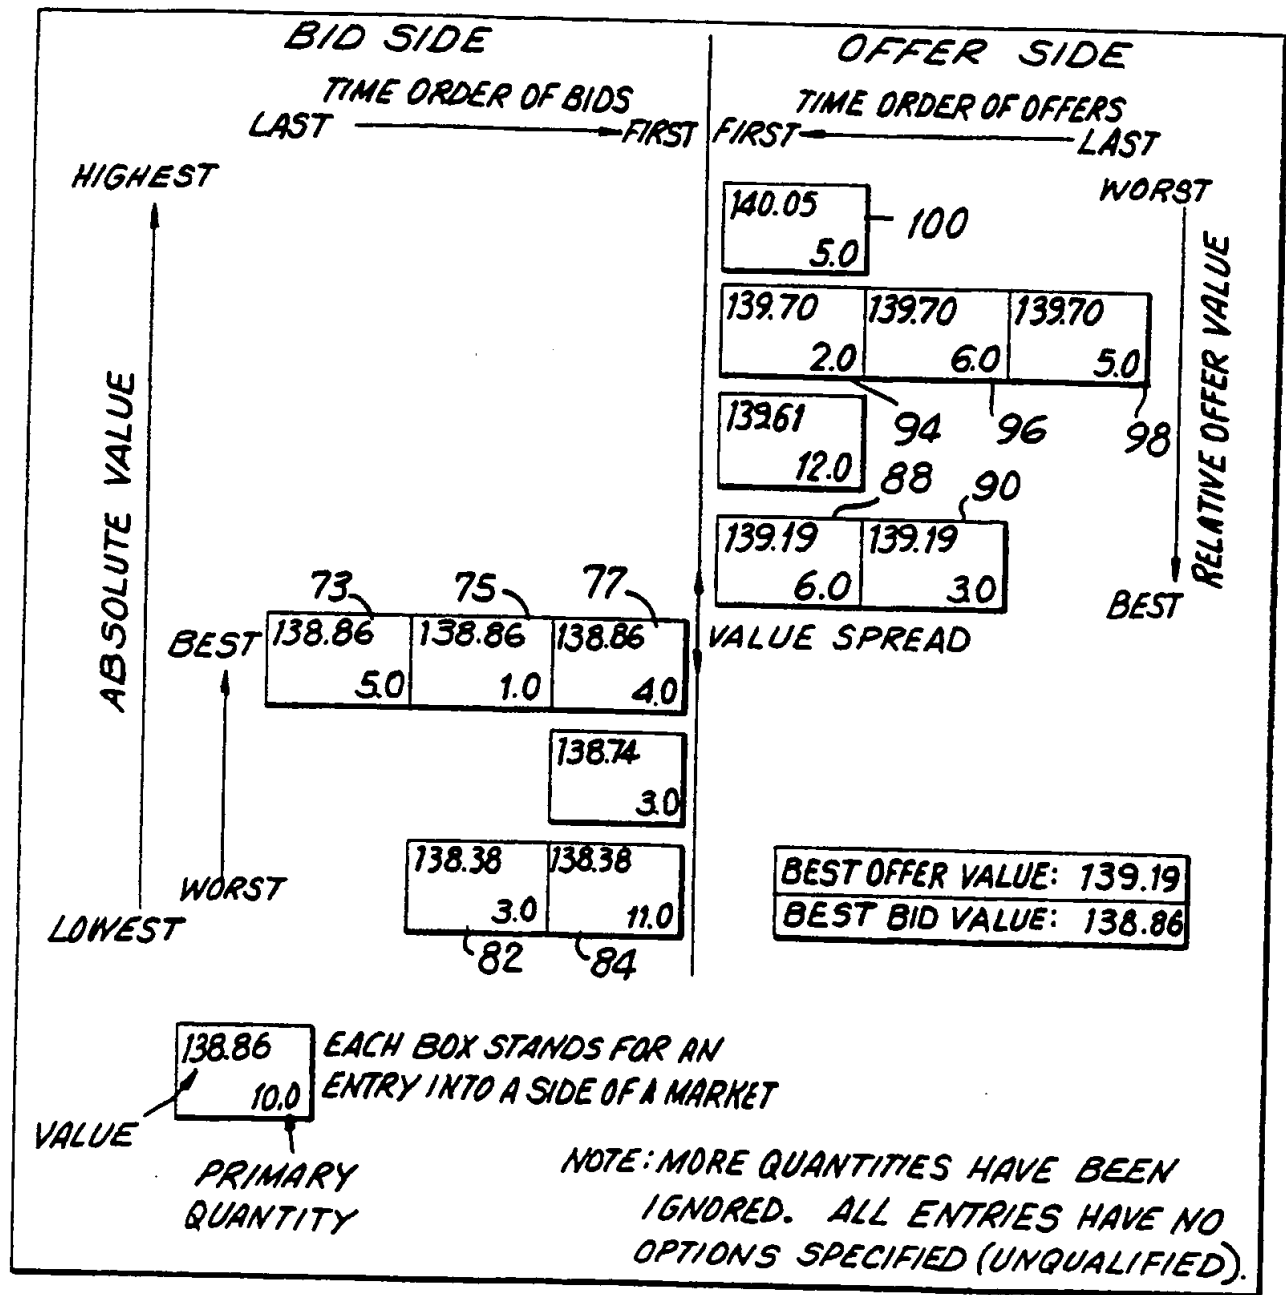 BID SIDE
OFFER SIDE
TIME ORDER OF BIDS
LAST
FIRST
TIME ORDER OF OFFERS
FIRST
LAST
HIGHEST
ABSOLUTE VALUE
LOWEST
WORST
RELATIVE OFFER VALUE
BEST
140.05
5.0
100
139.70 139.70 139.70
2.0 6.0 5.0
94 96 98
139.61
12.0
88 90
139.19 139.19
6.0 3.0
VALUE SPREAD
73 75 77
BEST
138.86 138.86 138.86
5.0 1.0 4.0
138.74
3.0
138.38 138.38
3.0 11.0
82 84
WORST
BEST OFFER VALUE: 139.19
BEST BID VALUE: 138.86
138.86
10.0
EACH BOX STANDS FOR AN
ENTRY INTO A SIDE OF A MARKET
VALUE
PRIMARY
QUANTITY
NOTE: MORE QUANTITIES HAVE BEEN
IGNORED. ALL ENTRIES HAVE NO
OPTIONS SPECIFIED (UNQUALIFIED).